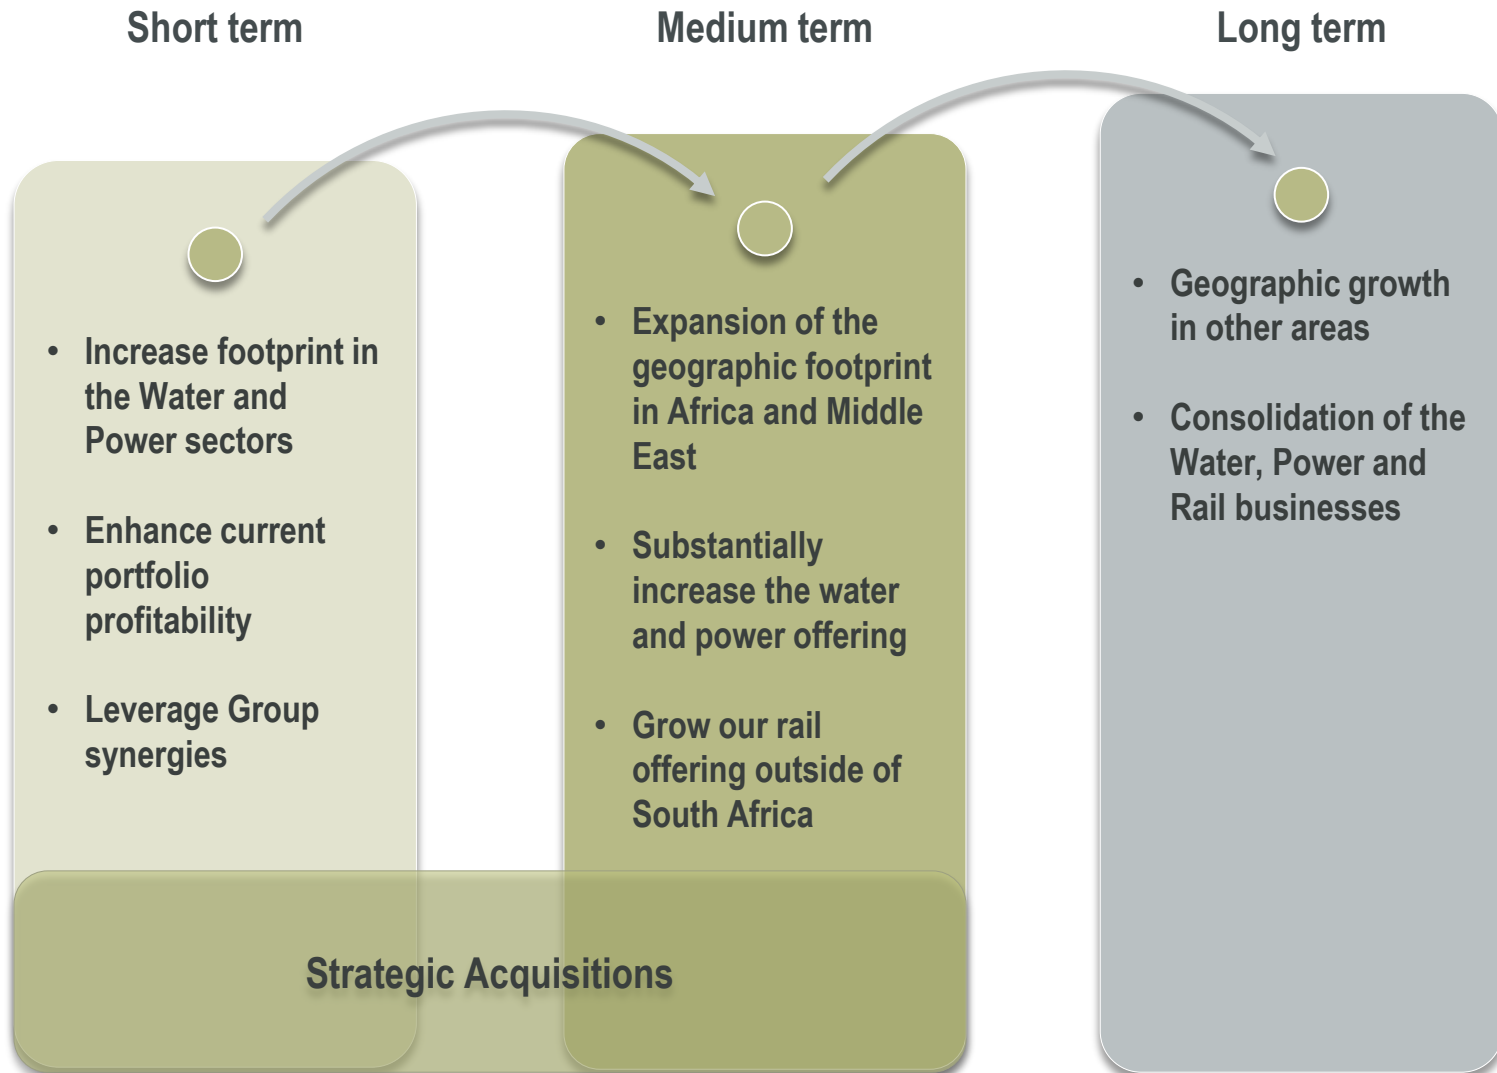 Short term
Medium term
Long term
• Increase footprint in
the Water and
Power sectors
• Enhance current
portfolio
profitability
• Leverage Group
synergies
• Expansion of the
geographic footprint
in Africa and Middle
East
• Substantially
increase the water
and power offering
• Grow our rail
offering outside of
South Africa
• Geographic growth
in other areas
• Consolidation of the
Water, Power and
Rail businesses
Strategic Acquisitions